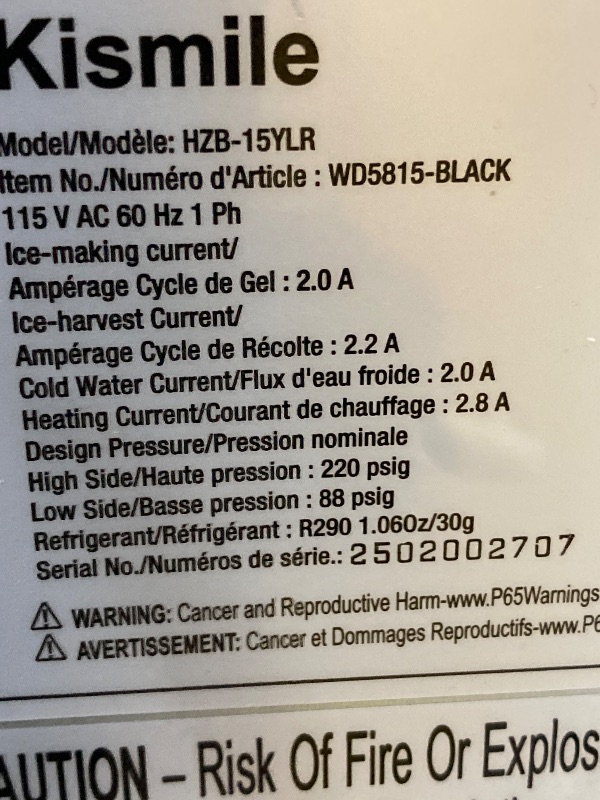 Kismile
Model/Modèle: HZB-15YLR
Item No./Numéro d'Article : WD5815-BLACK
115 V AC 60 Hz 1 Ph
Ice-making current/
Ampérage Cycle de Gel : 2.0 A
Ice-harvest Current/
Ampérage Cycle de Récolte : 2.2 A
Cold Water Current/Flux d'eau froide : 2.0 A
Heating Current/Courant de chauffage : 2.8 A
Design Pressure/Pression nominale
High Side/Haute pression : 220 psig
Low Side/Basse pression : 88 psig
Refrigerant/Réfrigérant : R290 1.06Oz/30g
Serial No./Numéros de série.: 2502002707
⚠ WARNING: Cancer and Reproductive Harm-www.P65Warnings
⚠ AVERTISSEMENT: Cancer et Dommages Reproductifs-www.P6
AUTION – Risk Of Fire Or Explos